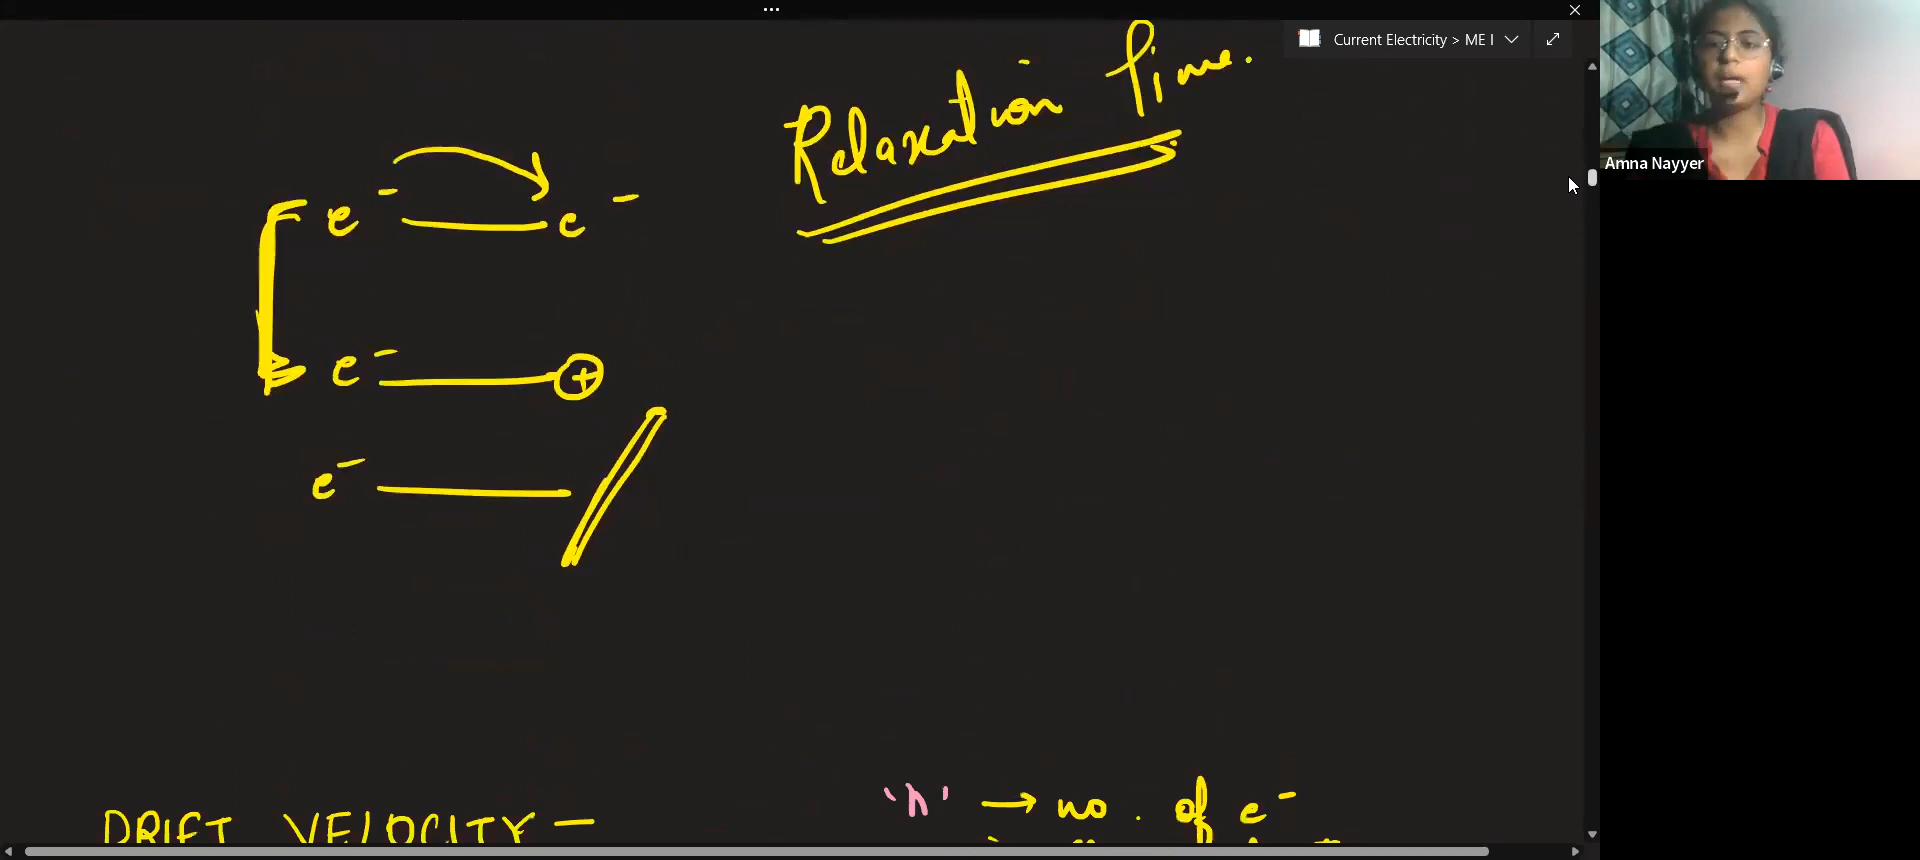 Current Electricity > ME I
Relaxation Time.
Amna Nayyer
e⁻ e⁻
e⁻ +
e⁻
'n' → no. of e⁻
DRIFT VELOCITY —